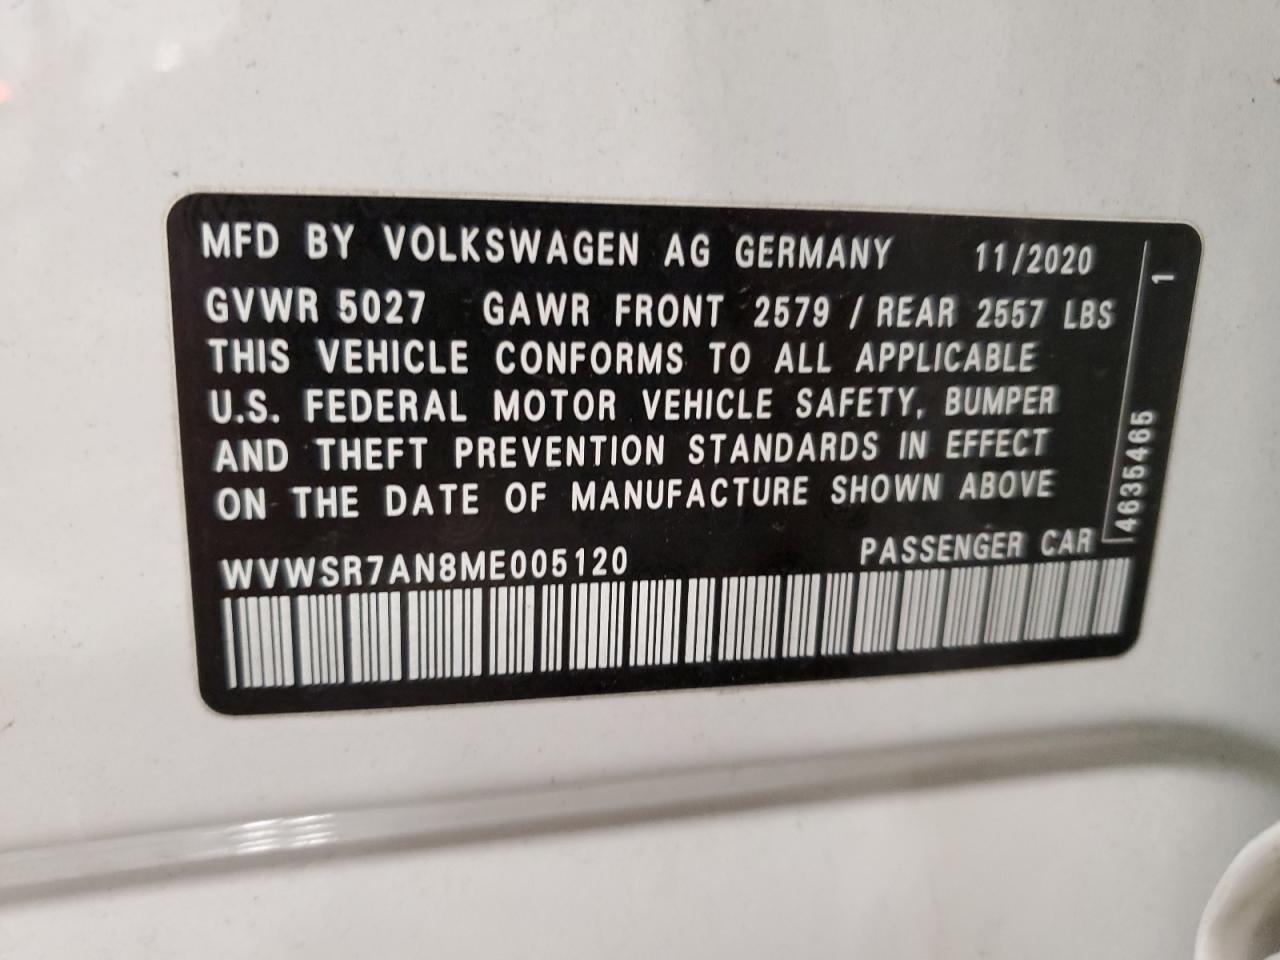 MFD BY VOLKSWAGEN AG GERMANY 11/2020
GVWR 5027 GAWR FRONT 2579 / REAR 2557 LBS
THIS VEHICLE CONFORMS TO ALL APPLICABLE
U.S. FEDERAL MOTOR VEHICLE SAFETY, BUMPER
AND THEFT PREVENTION STANDARDS IN EFFECT
ON THE DATE OF MANUFACTURE SHOWN ABOVE
WVWSR7AN8ME005120 PASSENGER CAR
4635465 1